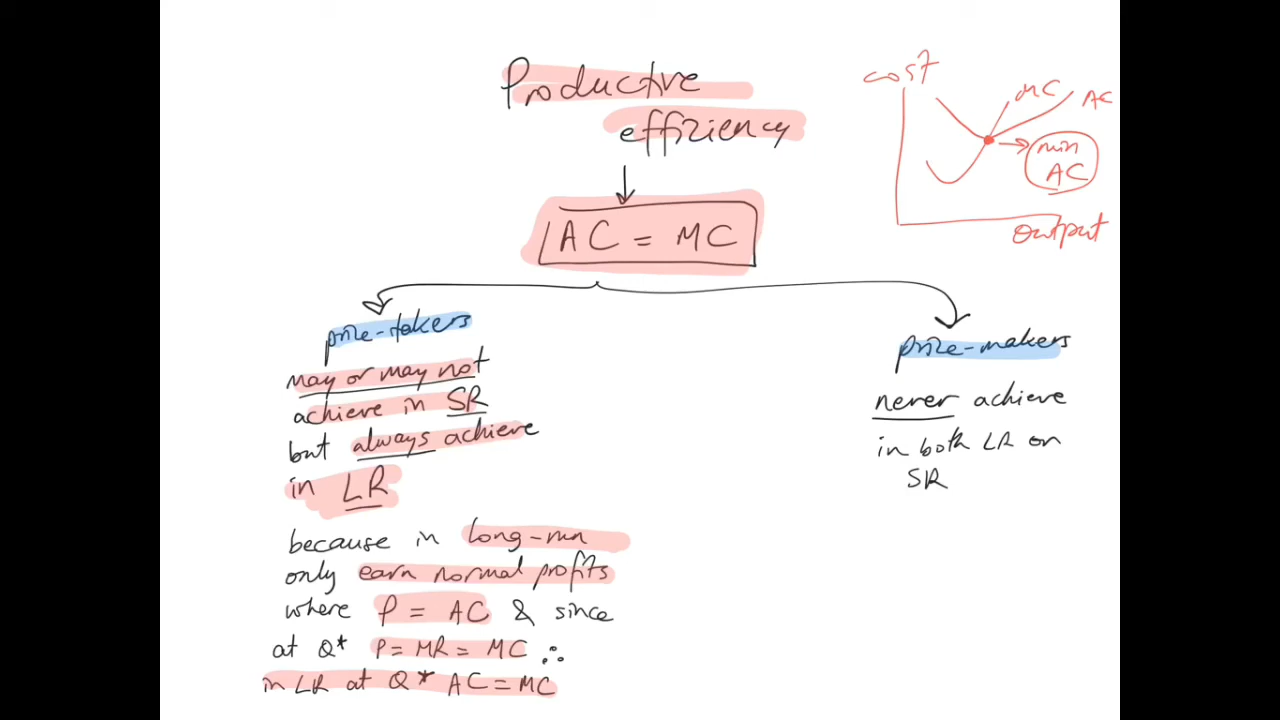 Productive
efficiency
AC = MC
price-takers
may or may not
achieve in SR
but always achieve
in LR
because in long-run
only earn normal profits
where P = AC & since
at Q* P = MR = MC ∴
in LR at Q* AC = MC
price-makers
never achieve
in both LR or
SR
cost
MC
AC
min
AC
output